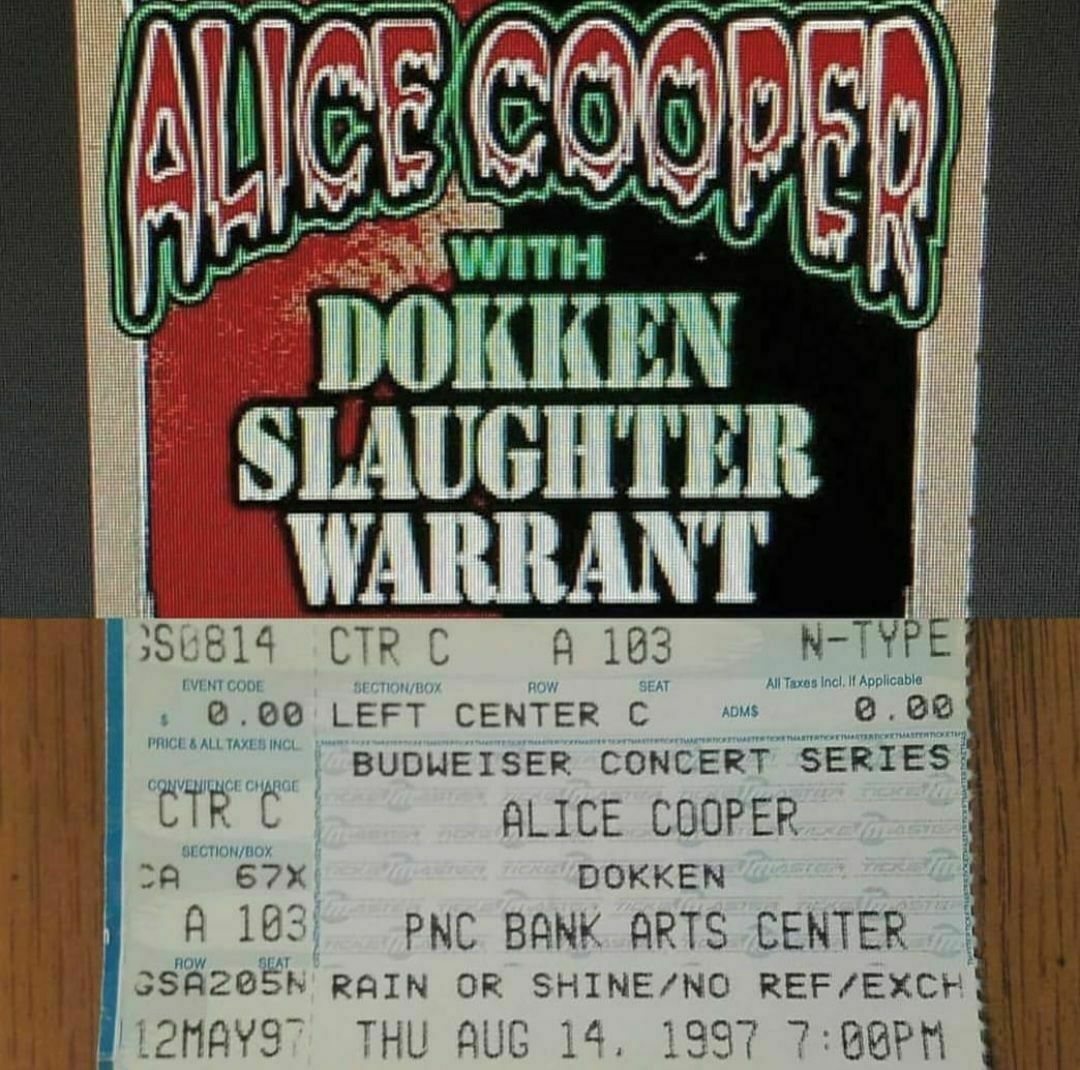 ALICE COOPER
WITH
DOKKEN
SLAUGHTER
WARRANT
GS0814 CTR C A 103 N-TYPE
EVENT CODE SECTION/BOX ROW SEAT All Taxes Incl. If Applicable
$ 0.00 LEFT CENTER C ADM$ 0.00
PRICE & ALL TAXES INCL.
BUDWEISER CONCERT SERIES
CONVENIENCE CHARGE
CTR C ALICE COOPER
SECTION/BOX
CA 67X DOKKEN
A 103 PNC BANK ARTS CENTER
ROW SEAT
GSA205N RAIN OR SHINE/NO REF/EXCH
12MAY97 THU AUG 14, 1997 7:00PM